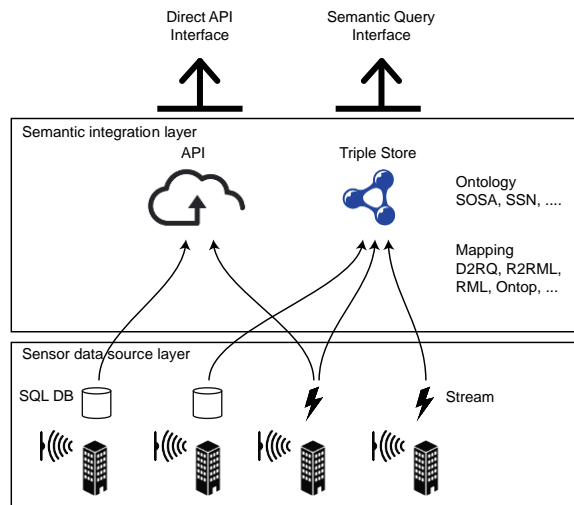 Direct API
Interface
Semantic Query
Interface
Semantic integration layer
API
Triple Store
Ontology
SOSA, SSN, ....
Mapping
D2RQ, R2RML,
RML, Ontop, ...
Sensor data source layer
SQL DB
Stream